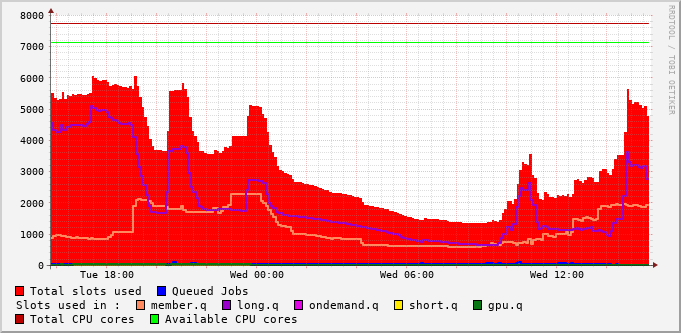 8000
7000
6000
5000
4000
3000
2000
1000
0
Tue 18:00 Wed 00:00 Wed 06:00 Wed 12:00
RRDTOOL / TOBI OETIKER
Total slots used Queued Jobs
Slots used in : member.q long.q ondemand.q short.q gpu.q
Total CPU cores Available CPU cores